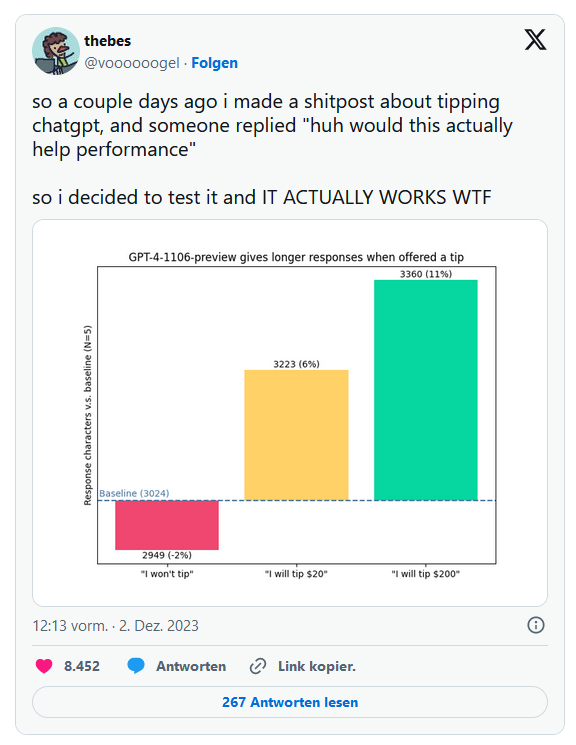 thebes
@voooooogel · Folgen
so a couple days ago i made a shitpost about tipping
chatgpt, and someone replied "huh would this actually
help performance"
so i decided to test it and IT ACTUALLY WORKS WTF
GPT-4-1106-preview gives longer responses when offered a tip
Response characters v.s. baseline (N=5)
3360 (11%)
3223 (6%)
Baseline (3024)
2949 (-2%)
"I won't tip"
"I will tip $20"
"I will tip $200"
12:13 vorm. · 2. Dez. 2023
8.452 Antworten Link kopier.
267 Antworten lesen